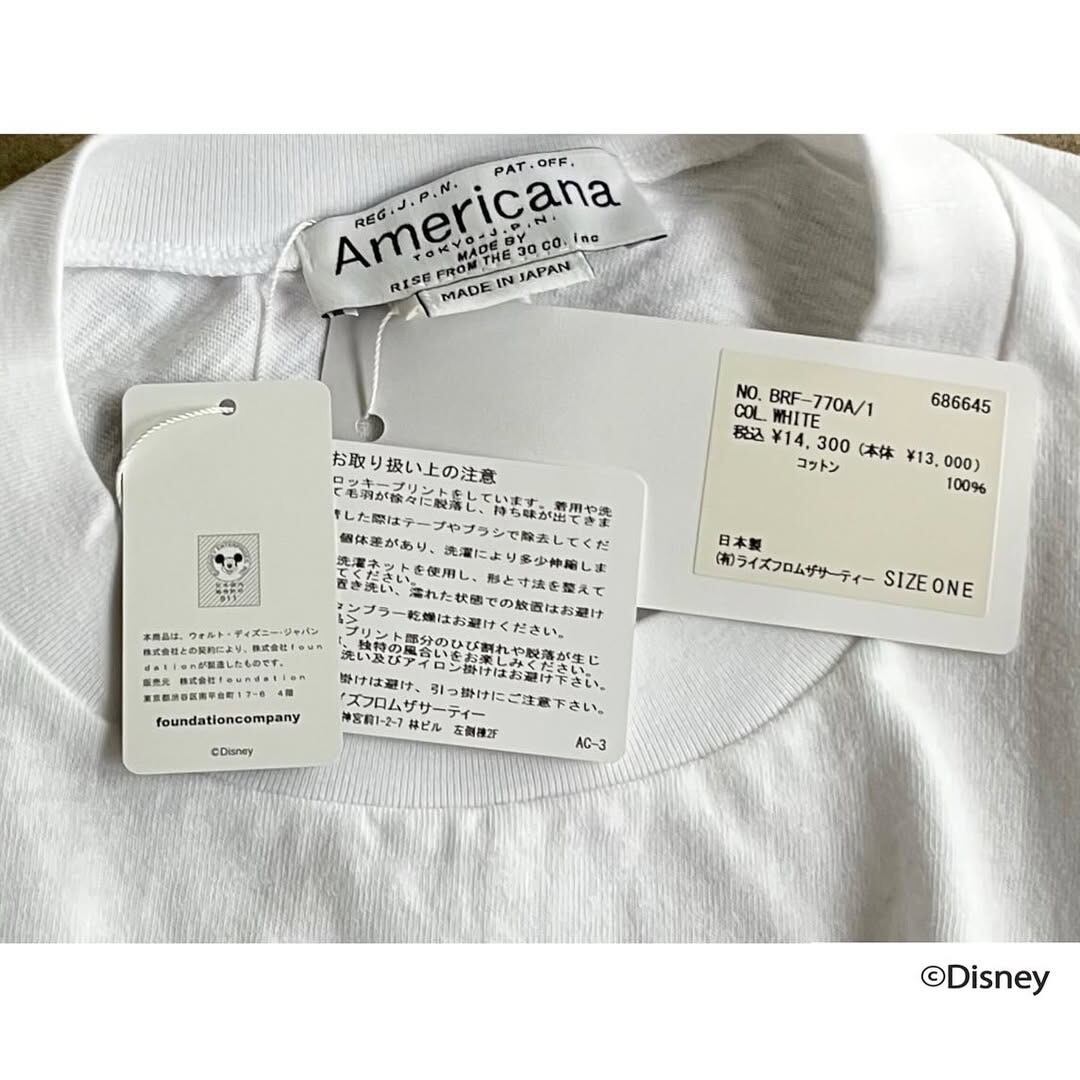 REG.J.P.N. PAT.OFF.
Americana
TOKYO-J.P.N.
MADE BY
RISE FROM THE 30 CO. inc
MADE IN JAPAN
NO. BRF-770A/1 686645
COL. WHITE
税込 ¥14,300 (本体 ¥13,000)
コットン 100%
日本製
(有)ライズフロムザサーティー SIZE ONE
お取り扱い上の注意
ロッキープリントをしています。着用や洗
て毛羽が徐々に脱落し、持ち味が出てきま
した際はテープやブラシで除去してくだ
個体差があり、洗濯により多少伸縮しま
洗濯ネットを使用し、形と寸法を整えて
てください。
置き洗い、濡れた状態での放置はお避け
タンブラー乾燥はお避けください。
品>
プリント部分のひび割れや脱落が生じ
、独特の風合いをお楽しみください。
洗い及びアイロン掛けはお避け下さい。
掛けは避け、引っ掛けにご注意下さい。
イズフロムザサーティー
神宮前1-2-7 林ビル 左側棟2F
AC-3
911
本商品は、ウォルト・ディズニー・ジャパン
株式会社との契約により、株式会社foun
dationが製造したものです。
販売元 株式会社foundation
東京都渋谷区南平台町17-6 4階
foundationcompany
©Disney
©Disney